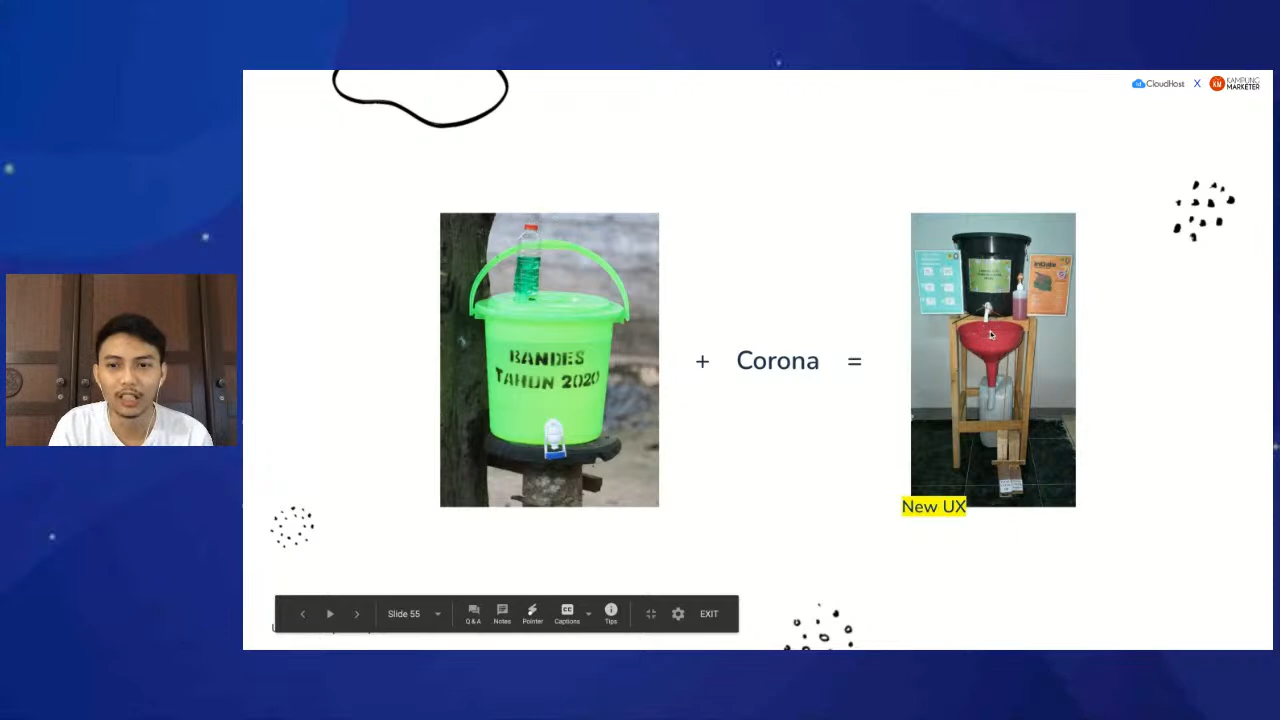 CloudHost X KAMPUNG MARKETER
BANDES
TAHUN 2020
+ Corona =
New UX
Slide 55
Q&A
Notes
Pointer
Captions
Tips
EXIT